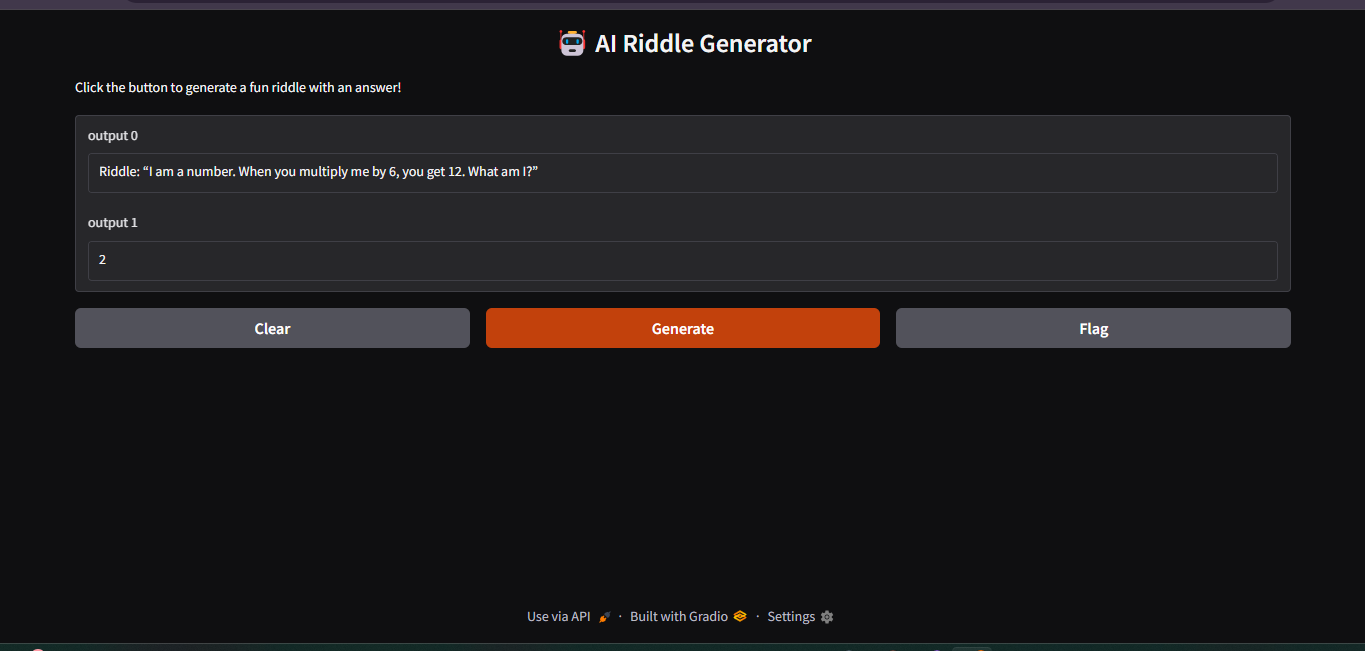 AI Riddle Generator
Click the button to generate a fun riddle with an answer!
output 0
Riddle: “I am a number. When you multiply me by 6, you get 12. What am I?”
output 1
2
Clear
Generate
Flag
Use via API · Built with Gradio · Settings